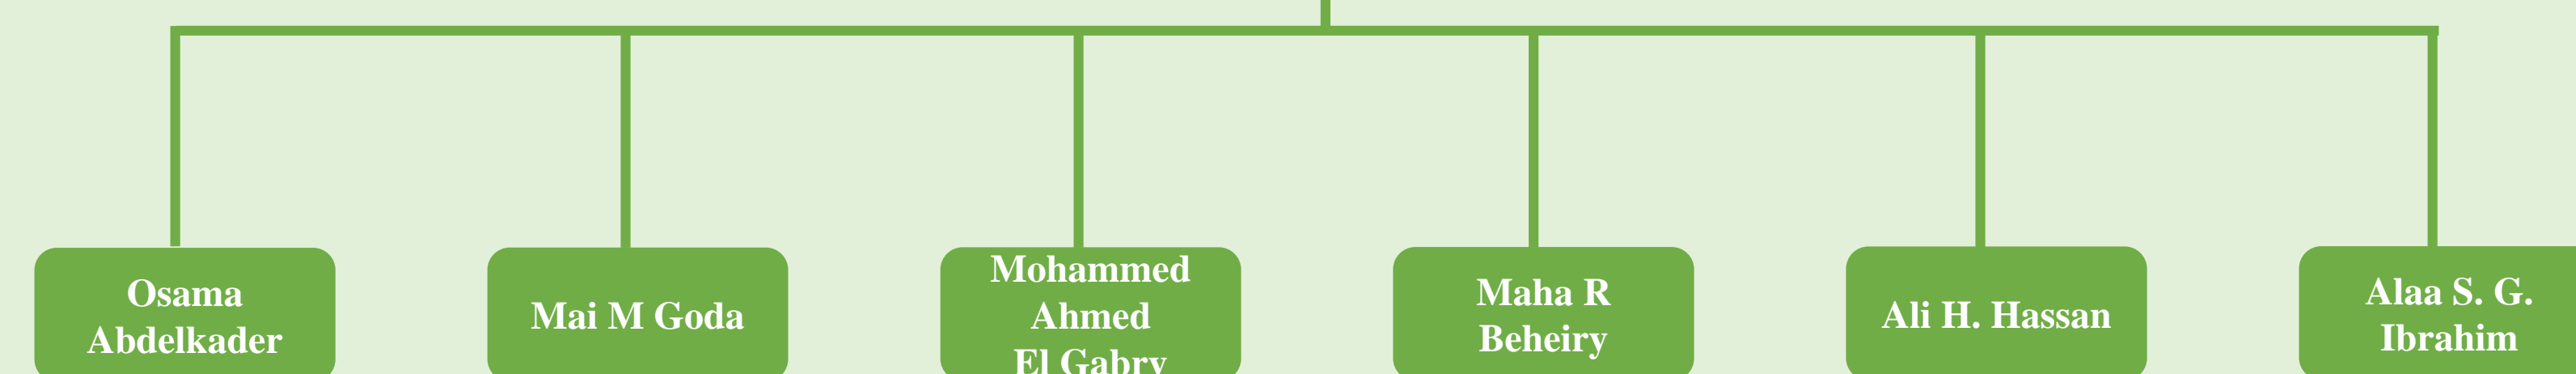 Osama
Abdelkader
Mai M Goda
Mohammed
Ahmed
El Gabry
Maha R
Beheiry
Ali H. Hassan
Alaa S. G.
Ibrahim